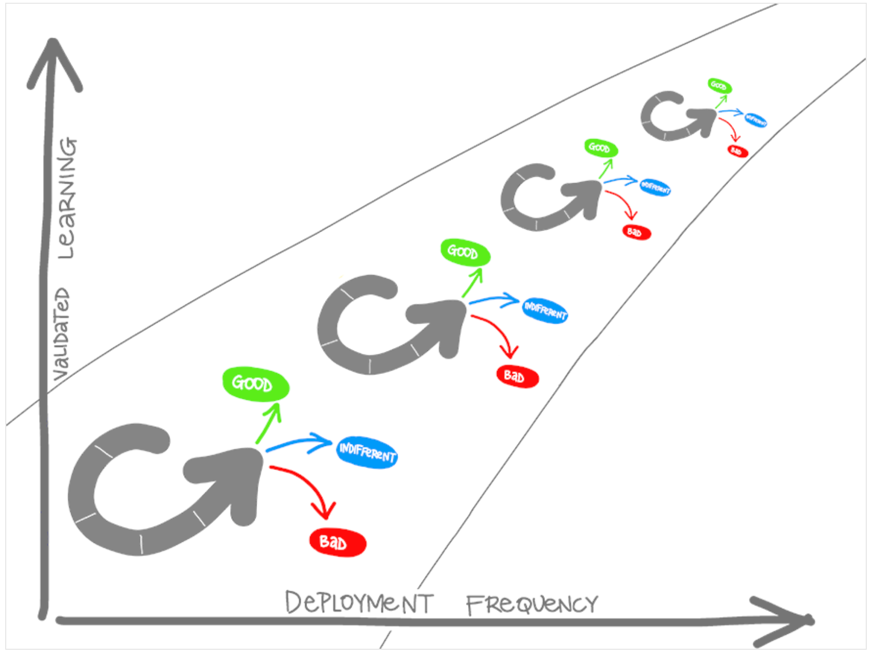 VALIDATED LEARNING
GOOD
INDIFFERENT
BAD
GOOD
INDIFFERENT
BAD
GOOD
INDIFFERENT
BAD
GOOD
INDIFFERENT
BAD
DEPLOYMENT FREQUENCY